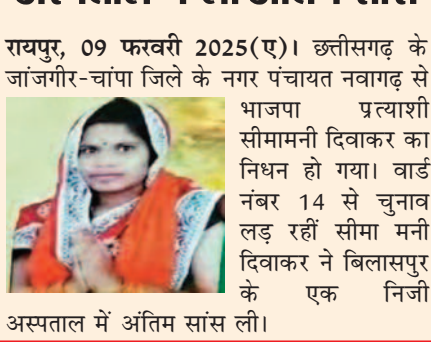 रायपुर, 09 फरवरी 2025(ए)। छत्तीसगढ़ के
जांजगीर-चांपा जिले के नगर पंचायत नवागढ़ से
भाजपा प्रत्याशी
सीमामनी दिवाकर का
निधन हो गया। वार्ड
नंबर 14 से चुनाव
लड़ रहीं सीमा मनी
दिवाकर ने बिलासपुर
के एक निजी
अस्पताल में अंतिम सांस ली।